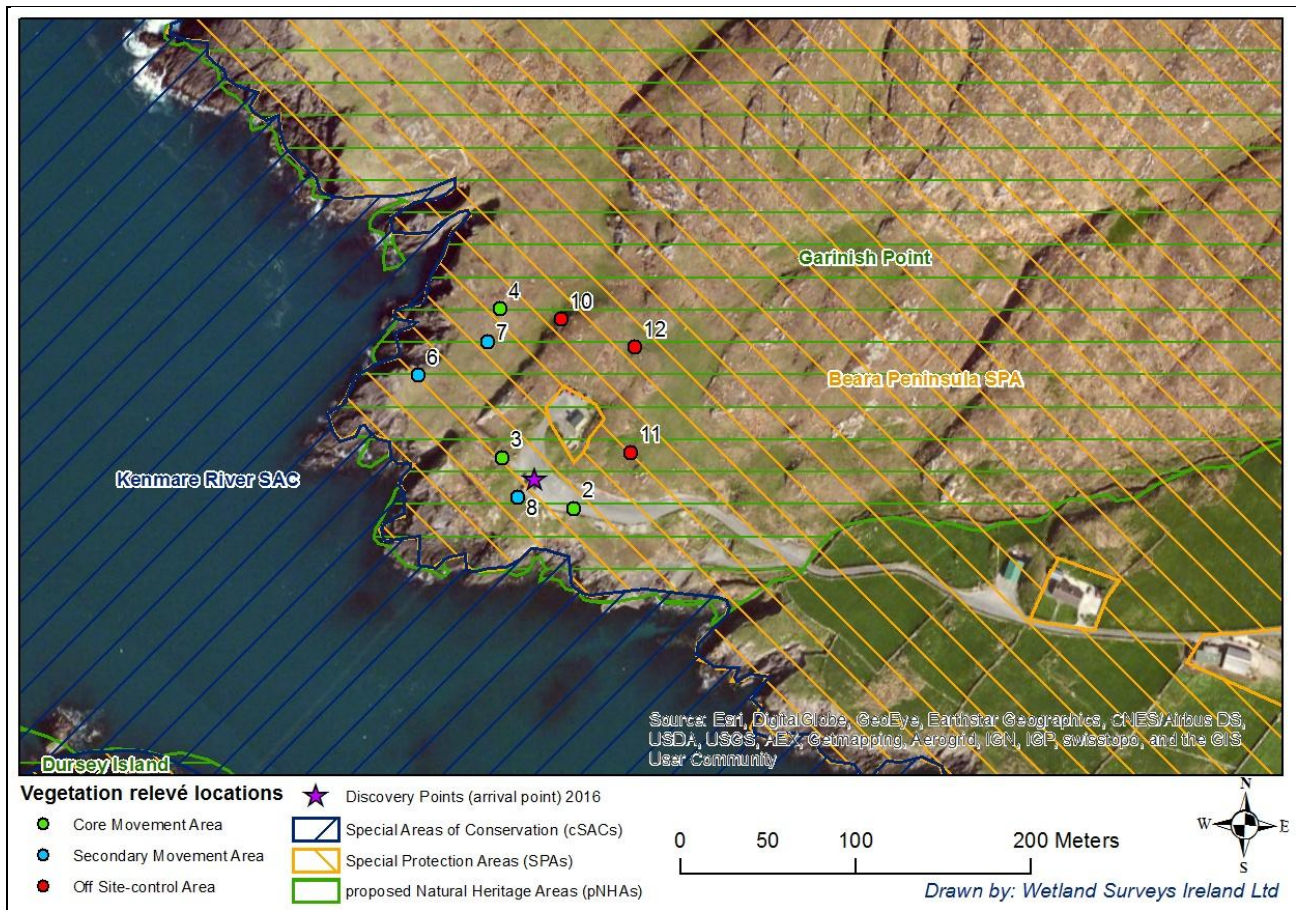 4
10
7
12
6
Garinish Point
Beara Peninsula SPA
3
11
Kenmare River SAC
2
8
Source: Esri, DigitalGlobe, GeoEye, Earthstar Geographics, CNES/Airbus DS,
USDA, USGS, AEX, Getmapping, Aerogrid, IGN, IGP, swisstopo, and the GIS
User Community
Dursey Island
Vegetation relevé locations
Core Movement Area
Secondary Movement Area
Off Site-control Area
Discovery Points (arrival point) 2016
Special Areas of Conservation (cSACs)
Special Protection Areas (SPAs)
proposed Natural Heritage Areas (pNHAs)
0 50 100 200 Meters
N
W E
S
Drawn by: Wetland Surveys Ireland Ltd